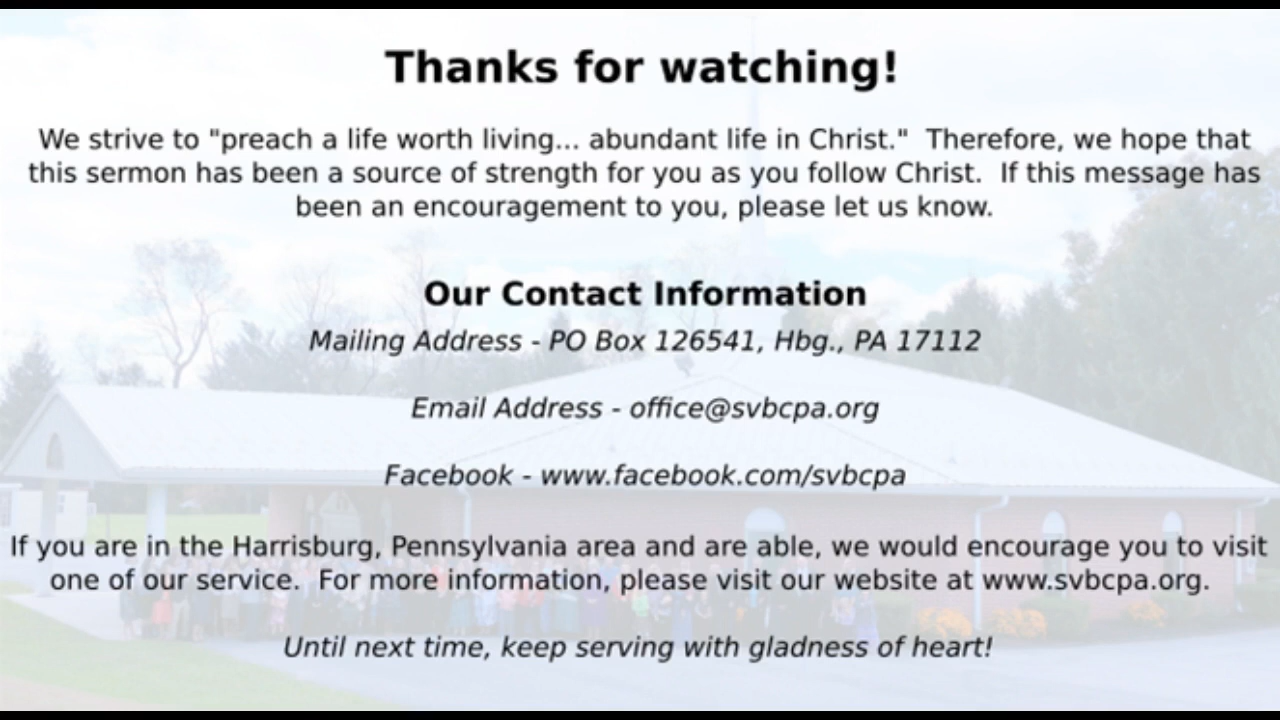 Thanks for watching!
We strive to "preach a life worth living... abundant life in Christ."  Therefore, we hope that
this sermon has been a source of strength for you as you follow Christ.  If this message has
been an encouragement to you, please let us know.
Our Contact Information
Mailing Address - PO Box 126541, Hbg., PA 17112
Email Address - office@svbcpa.org
Facebook - www.facebook.com/svbcpa
If you are in the Harrisburg, Pennsylvania area and are able, we would encourage you to visit
one of our service.  For more information, please visit our website at www.svbcpa.org.
Until next time, keep serving with gladness of heart!